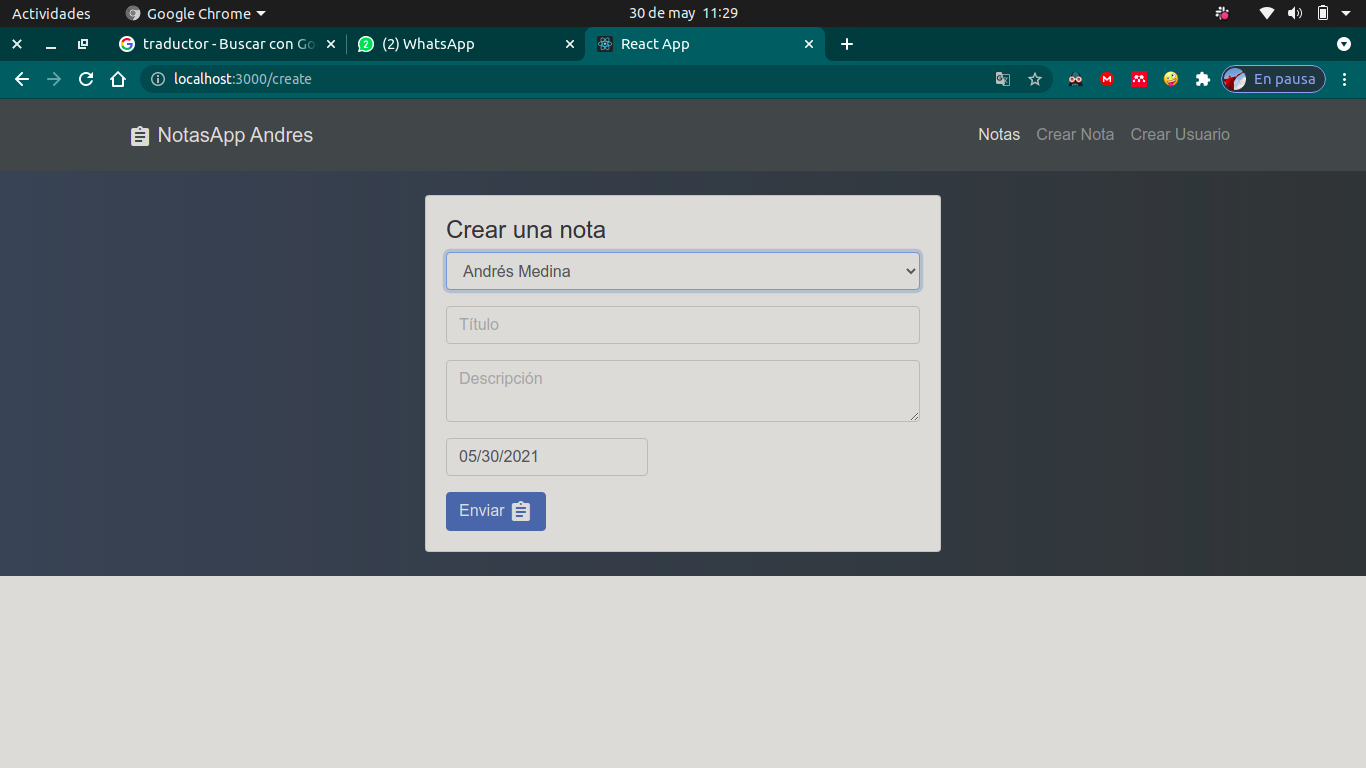 Actividades Google Chrome 30 de may 11:29
traductor - Buscar con Go (2) WhatsApp React App
localhost:3000/create En pausa
NotasApp Andres Notas Crear Nota Crear Usuario
Crear una nota
Andrés Medina
Título
Descripción
05/30/2021
Enviar